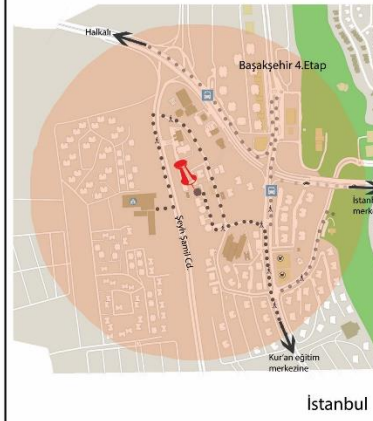 Halkalı
Başakşehir 4.Etap
Şeyh Şamil Cd.
Kur'an eğitim
merkezine
İstanbul